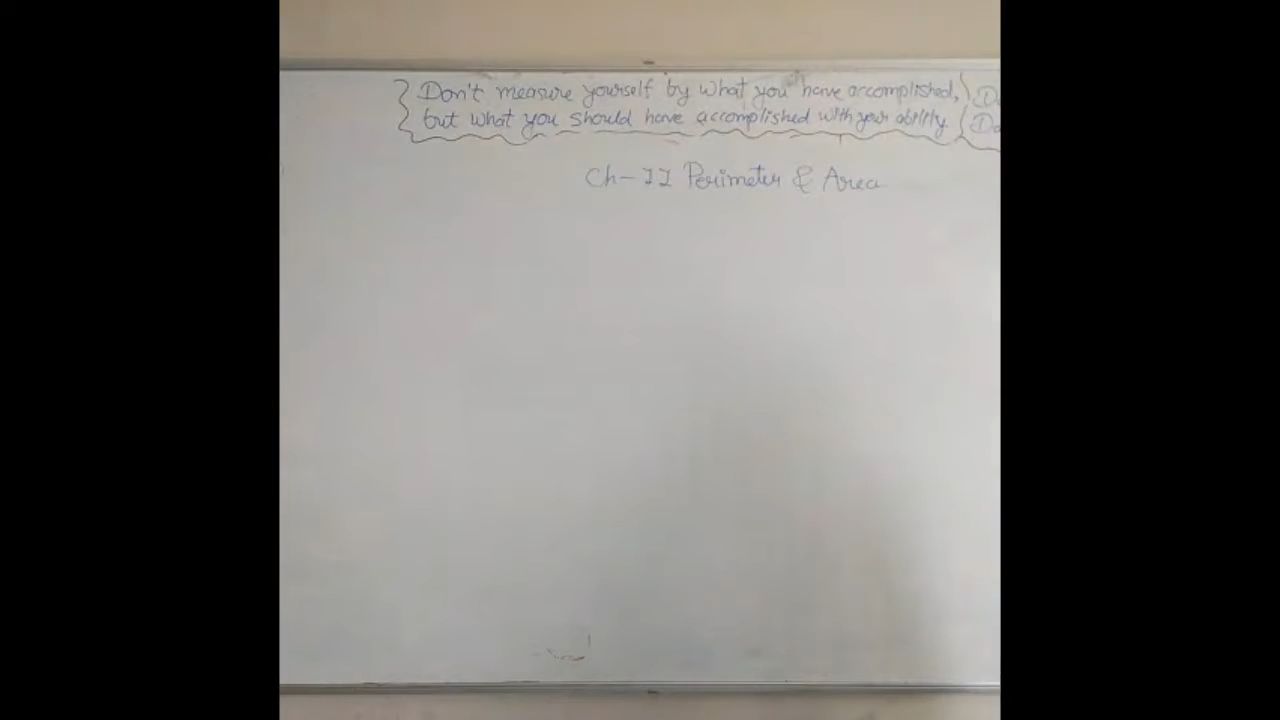 Don't measure yourself by what you have accomplished,
but what you should have accomplished with your ability.
Ch-11 Perimeter & Area